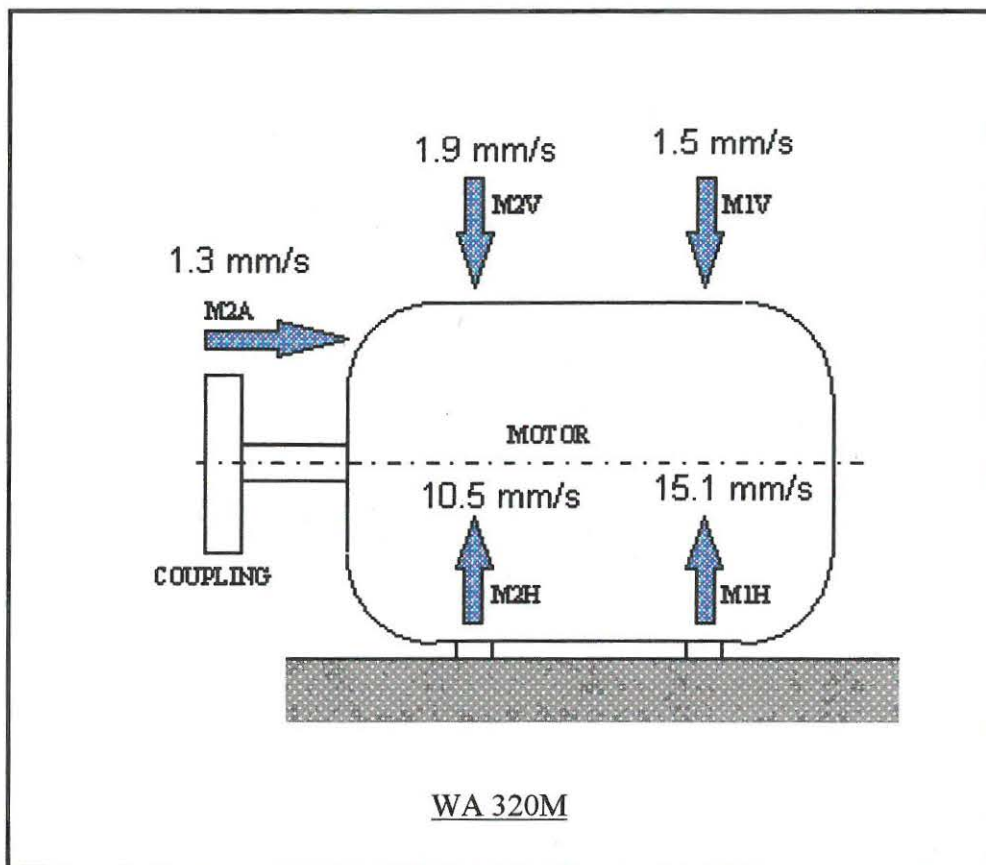 1.9 mm/s
1.5 mm/s
M2V
M1V
1.3 mm/s
M2A
MOTOR
10.5 mm/s
15.1 mm/s
COUPLING
M2H
M1H
WA 320M